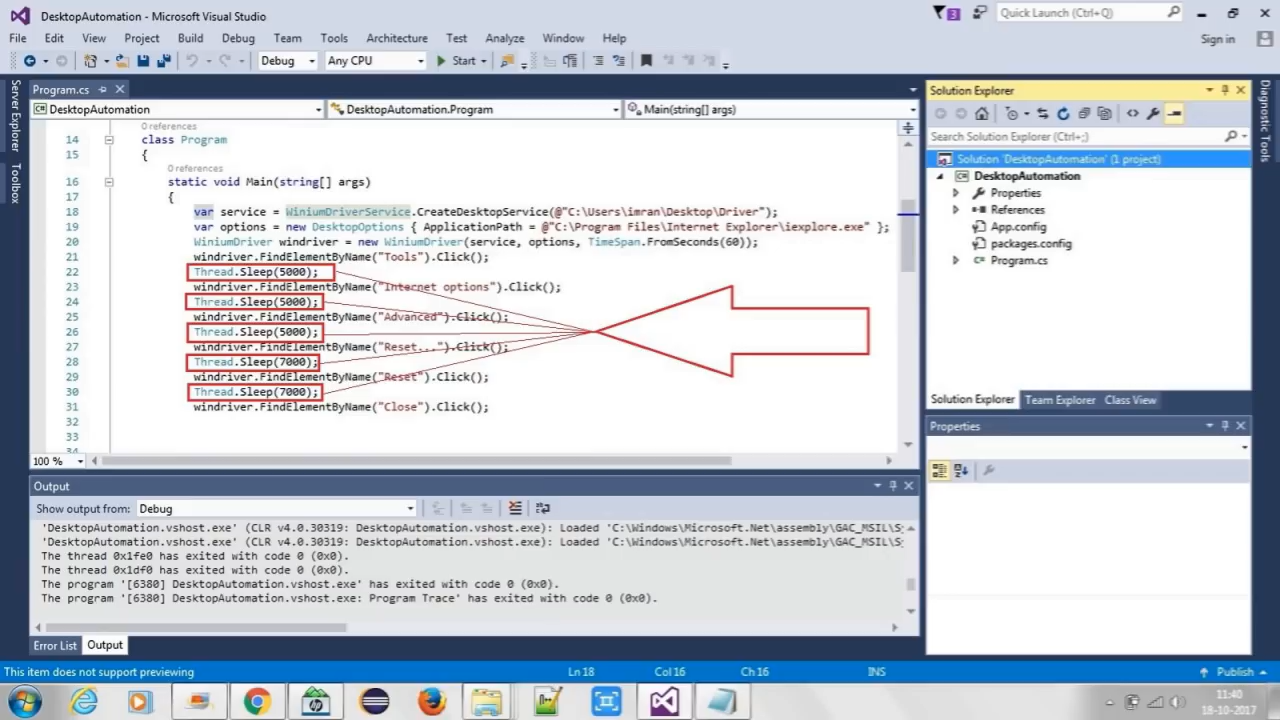 DesktopAutomation - Microsoft Visual Studio
3
Quick Launch (Ctrl+Q)
File Edit View Project Build Debug Team Tools Architecture Test Analyze Window Help
Sign in
Debug Any CPU Start
Server Explorer
Toolbox
Program.cs
DesktopAutomation DesktopAutomation.Program Main(string[] args)
0 references
14 class Program
15 {
0 references
16 static void Main(string[] args)
17 {
18 var service = WiniumDriverService.CreateDesktopService(@"C:\Users\imran\Desktop\Driver");
19 var options = new DesktopOptions { ApplicationPath = @"C:\Program Files\Internet Explorer\iexplore.exe" };
20 WiniumDriver windriver = new WiniumDriver(service, options, TimeSpan.FromSeconds(60));
21 windriver.FindElementByName("Tools").Click();
22 Thread.Sleep(5000);
23 windriver.FindElementByName("Internet options").Click();
24 Thread.Sleep(5000);
25 windriver.FindElementByName("Advanced").Click();
26 Thread.Sleep(5000);
27 windriver.FindElementByName("Reset...").Click();
28 Thread.Sleep(7000);
29 windriver.FindElementByName("Reset").Click();
30 Thread.Sleep(7000);
31 windriver.FindElementByName("Close").Click();
32
33
34
100 %
Output
Show output from: Debug
'DesktopAutomation.vshost.exe' (CLR v4.0.30319: DesktopAutomation.vshost.exe): Loaded 'C:\Windows\Microsoft.Net\assembly\GAC_MSIL\S
'DesktopAutomation.vshost.exe' (CLR v4.0.30319: DesktopAutomation.vshost.exe): Loaded 'C:\Windows\Microsoft.Net\assembly\GAC_MSIL\S
The thread 0x1fe0 has exited with code 0 (0x0).
The thread 0x1df0 has exited with code 0 (0x0).
The program '[6380] DesktopAutomation.vshost.exe' has exited with code 0 (0x0).
The program '[6380] DesktopAutomation.vshost.exe: Program Trace' has exited with code 0 (0x0).
Error List Output
Solution Explorer
Search Solution Explorer (Ctrl+;)
Solution 'DesktopAutomation' (1 project)
DesktopAutomation
Properties
References
App.config
packages.config
C# Program.cs
Solution Explorer Team Explorer Class View
Properties
Diagnostic Tools
This item does not support previewing Ln 18 Col 16 Ch 16 INS Publish
hp
11:40
18-10-2017